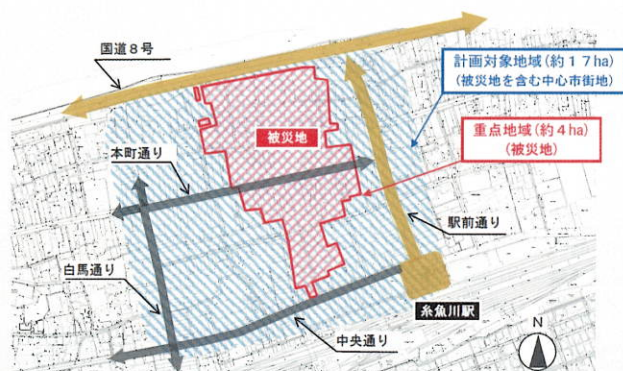 国道8号
計画対象地域(約17ha)
(被災地を含む中心市街地)
重点地域(約4ha)
(被災地)
被災地
本町通り
駅前通り
白馬通り
糸魚川駅
中央通り
N